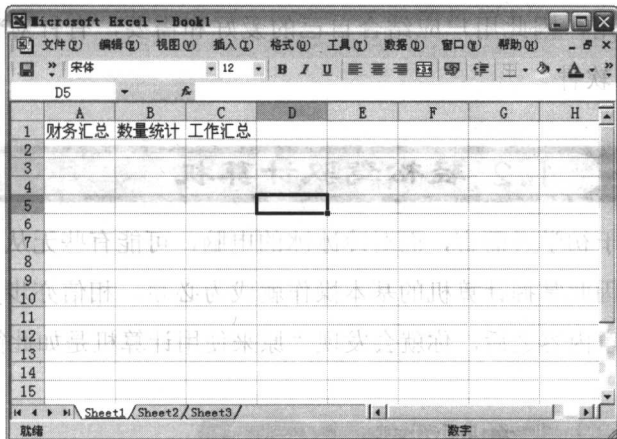 Microsoft Excel - Book1
文件(F) 编辑(E) 视图(V) 插入(I) 格式(O) 工具(T) 数据(D) 窗口(W) 帮助(H)
宋体 12 B I U
D5 fx
A B C D E F G H
1 财务汇总 数量统计 工作汇总
2
3
4
5
6
7
8
9
10
11
12
13
14
15
Sheet1 Sheet2 Sheet3
就绪 数字